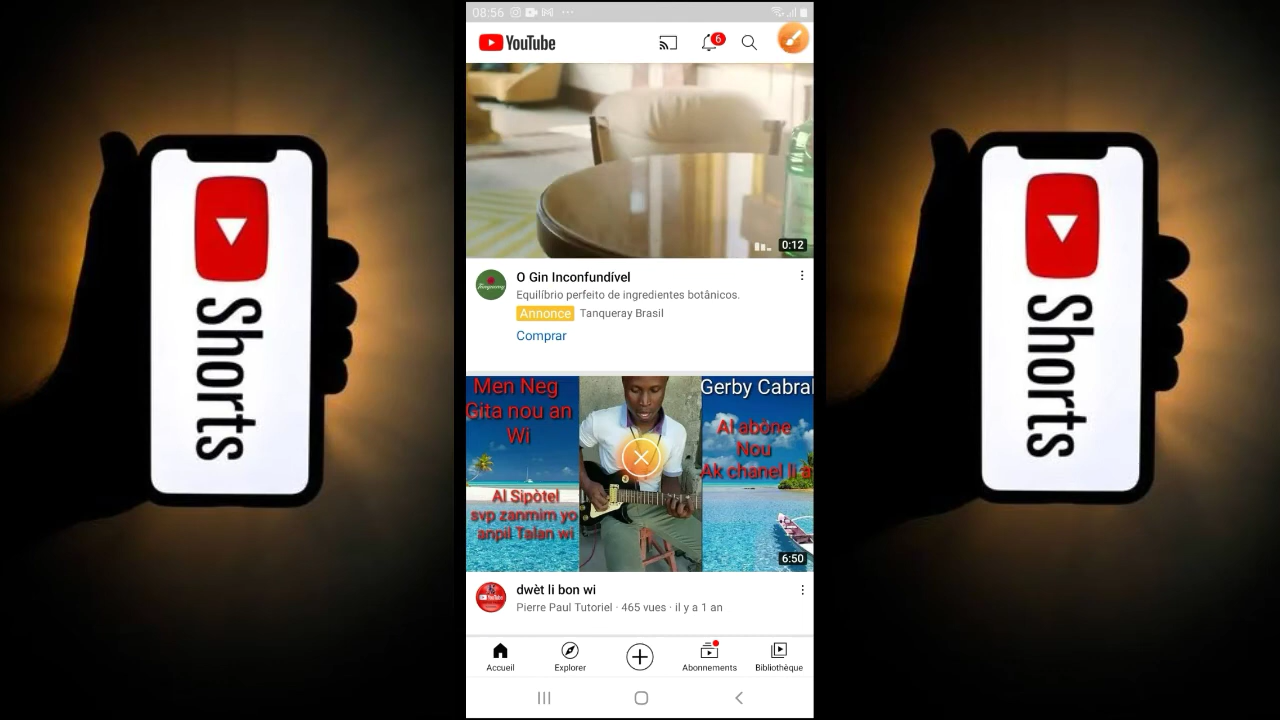 Shorts
08:56
YouTube
6
0:12
O Gin Inconfundível
Equilíbrio perfeito de ingredientes botânicos.
Annonce Tanqueray Brasil
Comprar
Men Neg
Gita nou an
Wi
Al Sipòtel
svp zanmim yo
anpil Talan wi
Gerby Cabral
Al abòne
Nou
Ak chanel li a
6:50
dwèt li bon wi
Pierre Paul Tutoriel · 465 vues · il y a 1 an
Accueil
Explorer
Abonnements
Bibliothèque
Shorts